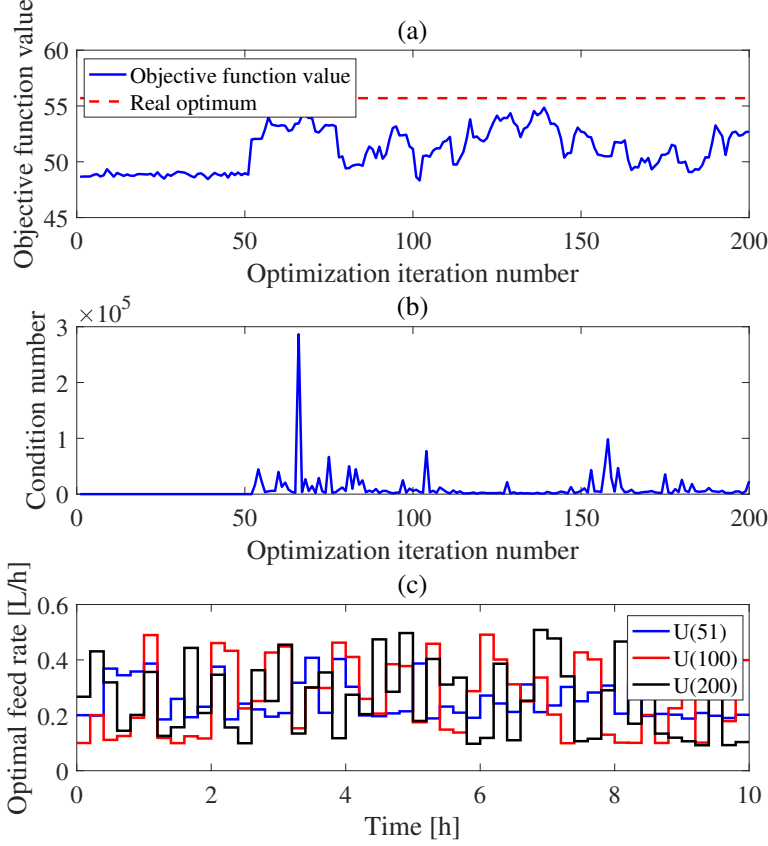 (a)
Objective function value
60
55
50
45
Objective function value
Real optimum
0
50
100
150
200
Optimization iteration number
(b)
×10^5
Condition number
3
2
1
0
0
50
100
150
200
Optimization iteration number
(c)
Optimal feed rate [L/h]
0.6
0.4
0.2
0
U(51)
U(100)
U(200)
0
2
4
6
8
10
Time [h]